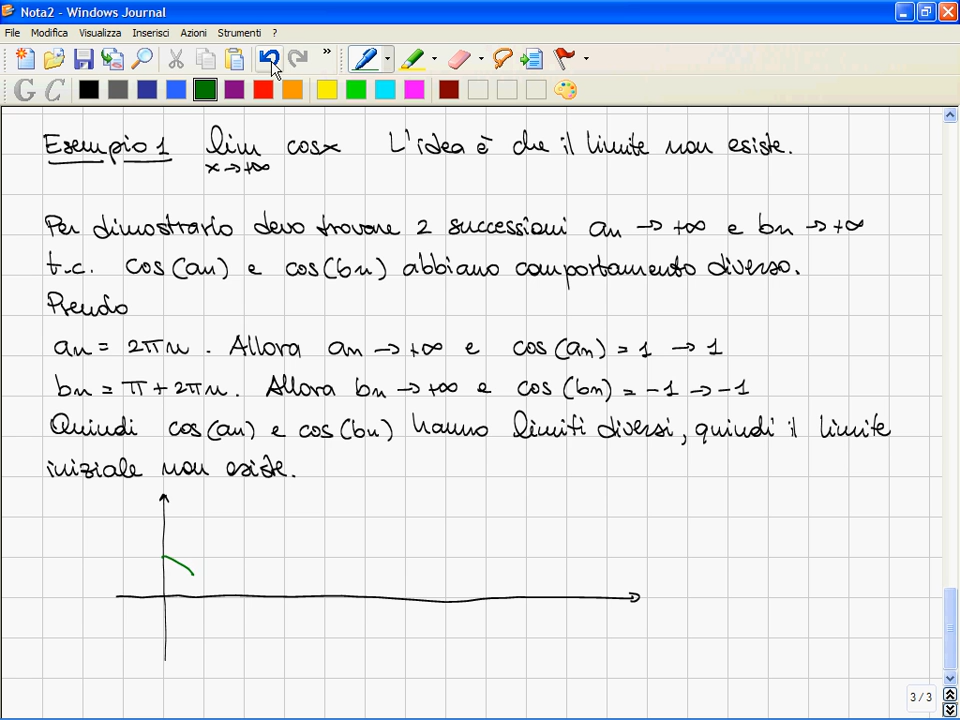 Nota2 - Windows Journal
File Modifica Visualizza Inserisci Azioni Strumenti ?
»
G C
Esempio 1 lim cosx L'idea è che il limite non esiste.
x→+∞
Per dimostrarlo devo trovare 2 successioni an → +∞ e bn → +∞
t.c. cos(an) e cos(bn) abbiano comportamento diverso.
Prendo
an = 2πn. Allora an → +∞ e cos(an) = 1 → 1
bn = π + 2πn. Allora bn → +∞ e cos(bn) = -1 → -1
Quindi cos(an) e cos(bn) hanno limiti diversi, quindi il limite
iniziale non esiste.
3 / 3